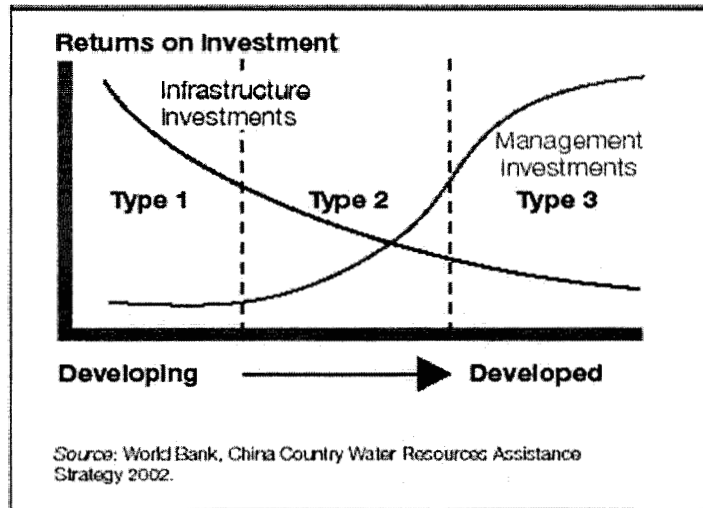 Returns on Investment
Infrastructure
Investments
Management
Investments
Type 1
Type 2
Type 3
Developing
Developed
Source: World Bank, China Country Water Resources Assistance
Strategy 2002.